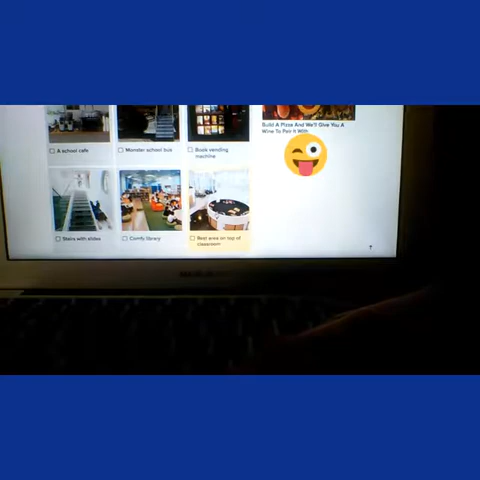 Build A Pizza And We'll Give You A
Wine To Pair It With
A school cafe
Monster school bus
Book vending
machine
Stairs with slides
Comfy library
Rest area on top of
classroom